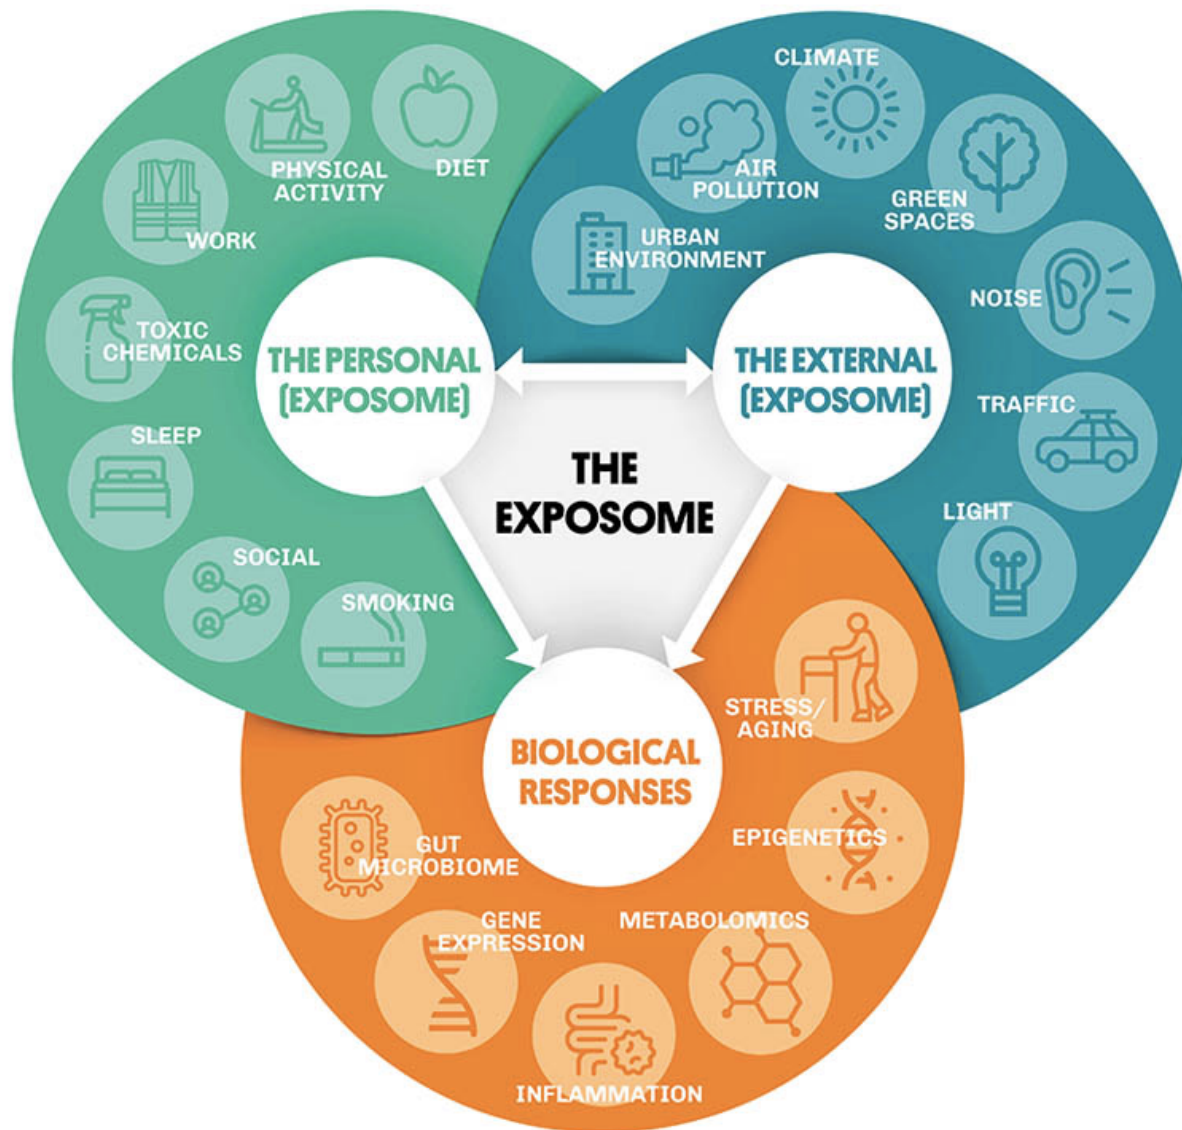 DIET
PHYSICAL
ACTIVITY
WORK
TOXIC
CHEMICALS
SLEEP
SOCIAL
SMOKING
THE PERSONAL
(EXPOSOME)
CLIMATE
AIR
POLLUTION
GREEN
SPACES
URBAN
ENVIRONMENT
NOISE
TRAFFIC
LIGHT
THE EXTERNAL
(EXPOSOME)
THE
EXPOSOME
BIOLOGICAL
RESPONSES
STRESS/
AGING
EPIGENETICS
METABOLOMICS
INFLAMMATION
GENE
EXPRESSION
GUT
MICROBIOME